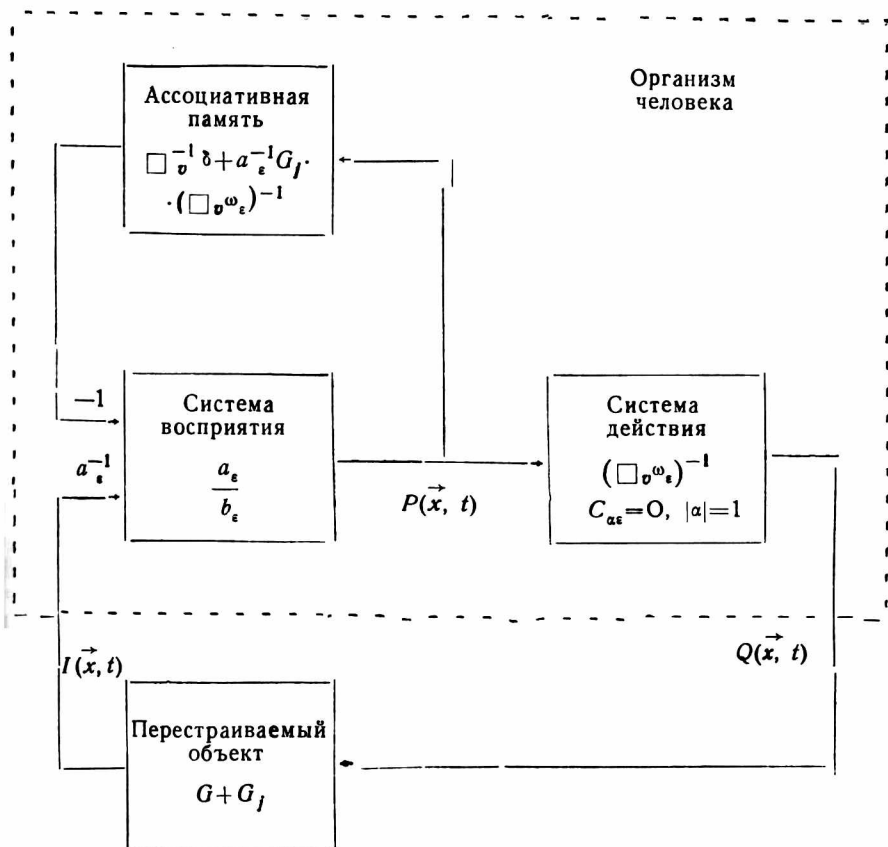 Ассоциативная
память
□_v^{-1} δ + a_ε^{-1} G_j ·
· (□_v ω_ε)^{-1}
Организм
человека
—1
a_ε^{-1}
Система
восприятия
a_ε
b_ε
P(x⃗, t)
Система
действия
(□_v ω_ε)^{-1}
C_{αε}=O, |α|=1
I(x⃗, t)
Q(x⃗, t)
Перестраиваемый
объект
G+G_j